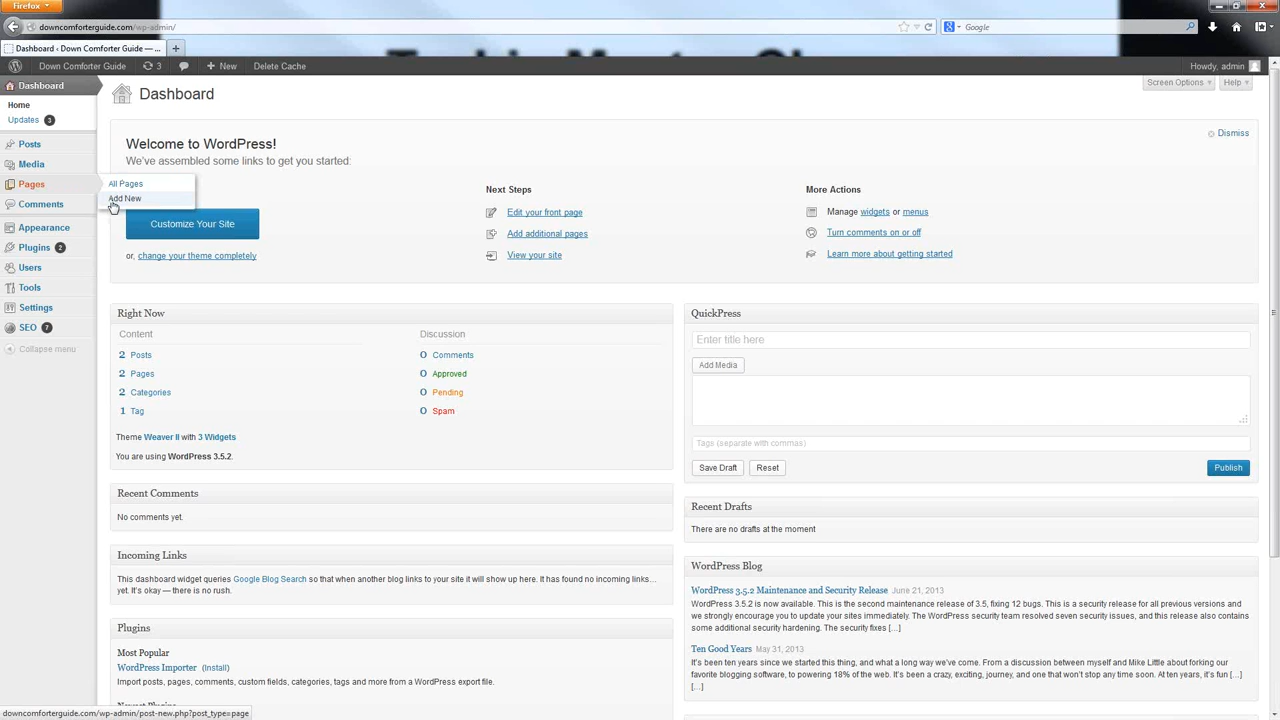 Firefox
downcomforterguide.com/wp-admin/
Google
Dashboard ‹ Down Comforter Guide — ...
Down Comforter Guide 3 New Delete Cache Howdy, admin
Dashboard
Home
Updates 3
Posts
Media
Pages
Comments
Appearance
Plugins 2
Users
Tools
Settings
SEO 7
Collapse menu
All Pages
Add New
Screen Options Help
Dashboard
Dismiss
Welcome to WordPress!
We've assembled some links to get you started:
Customize Your Site
or, change your theme completely
Next Steps
Edit your front page
Add additional pages
View your site
More Actions
Manage widgets or menus
Turn comments on or off
Learn more about getting started
Right Now
Content Discussion
2 Posts 0 Comments
2 Pages 0 Approved
2 Categories 0 Pending
1 Tag 0 Spam
Theme Weaver II with 3 Widgets
You are using WordPress 3.5.2.
Recent Comments
No comments yet.
Incoming Links
This dashboard widget queries Google Blog Search so that when another blog links to your site it will show up here. It has found no incoming links…
yet. It's okay — there is no rush.
Plugins
Most Popular
WordPress Importer (Install)
Import posts, pages, comments, custom fields, categories, tags and more from a WordPress export file.
QuickPress
Enter title here
Add Media
Tags (separate with commas)
Save Draft Reset Publish
Recent Drafts
There are no drafts at the moment
WordPress Blog
WordPress 3.5.2 Maintenance and Security Release June 21, 2013
WordPress 3.5.2 is now available. This is the second maintenance release of 3.5, fixing 12 bugs. This is a security release for all previous versions and
we strongly encourage you to update your sites immediately. The WordPress security team resolved seven security issues, and this release also contains
some additional security hardening. The security fixes [...]
Ten Good Years May 31, 2013
It's been ten years since we started this thing, and what a long way we've come. From a discussion between myself and Mike Little about forking our
favorite blogging software, to powering 18% of the web. It's been a crazy, exciting, journey, and one that won't stop any time soon. At ten years, it's fun [...]
[...]
downcomforterguide.com/wp-admin/post-new.php?post_type=page